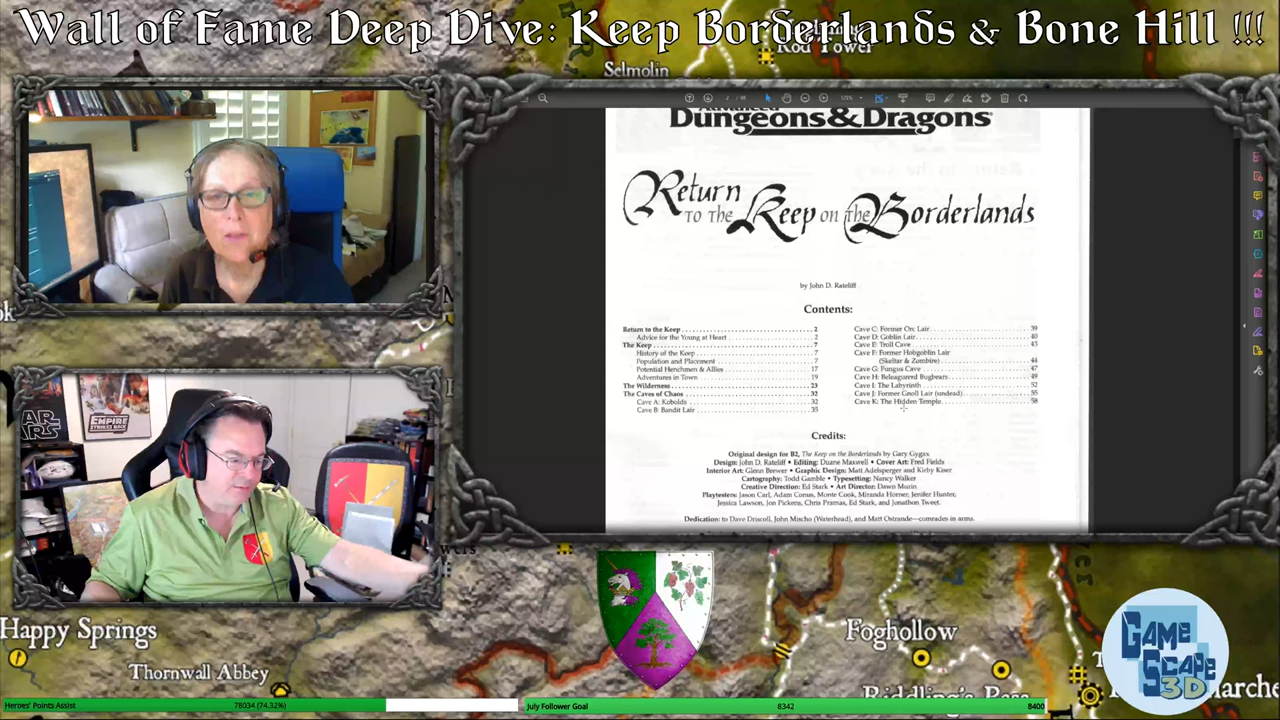 Wall of Fame Deep Dive: Keep Borderlands & Bone Hill !!!
Rod Tower
Selmolin
Dungeons&Dragons
Return to the Keep on the Borderlands
by John D. Rateliff
Contents:
Return to the Keep 2
Advice for the Young at Heart 2
The Keep 7
History of the Keep 7
Population and Placement 7
Potential Henchmen & Allies 17
Adventures in Town 19
The Wilderness 23
The Caves of Chaos 32
Cave A: Kobolds 32
Cave B: Bandit Lair 35
Cave C: Former Orc Lair 39
Cave D: Goblin Lair 40
Cave E: Troll Cave 43
Cave F: Former Hobgoblin Lair
(Skeltar & Zombire) 44
Cave G: Fungus Cave 47
Cave H: Beleaguered Bugbears 49
Cave I: The Labyrinth 52
Cave J: Former Gnoll Lair (undead) 55
Cave K: The Hidden Temple 58
Credits:
Original design for B2, The Keep on the Borderlands by Gary Gygax
Design: John D. Rateliff • Editing: Duane Maxwell • Cover Art: Fred Fields
Interior Art: Glenn Brewer • Graphic Design: Matt Adelsperger and Kirby Kiser
Cartography: Todd Gamble • Typesetting: Nancy Walker
Creative Direction: Ed Stark • Art Director: Dawn Murin
Playtesters: Jason Carl, Adam Conus, Monte Cook, Miranda Horner, Jenifer Hunter,
Jessica Lawson, Jon Pickens, Chris Pramas, Ed Stark, and Jonathon Tweet.
Dedication: to Dave Driscoll, John Mischo (Waterhead), and Matt Ostrande—comrades in arms.
STAR WARS
EMPIRE STRIKES BACK
Happy Springs
Thornwall Abbey
Foghollow
GAME SCAPE 3D
Heroes' Points Assist 78034 (74.32%)
July Follower Goal 8342 8400